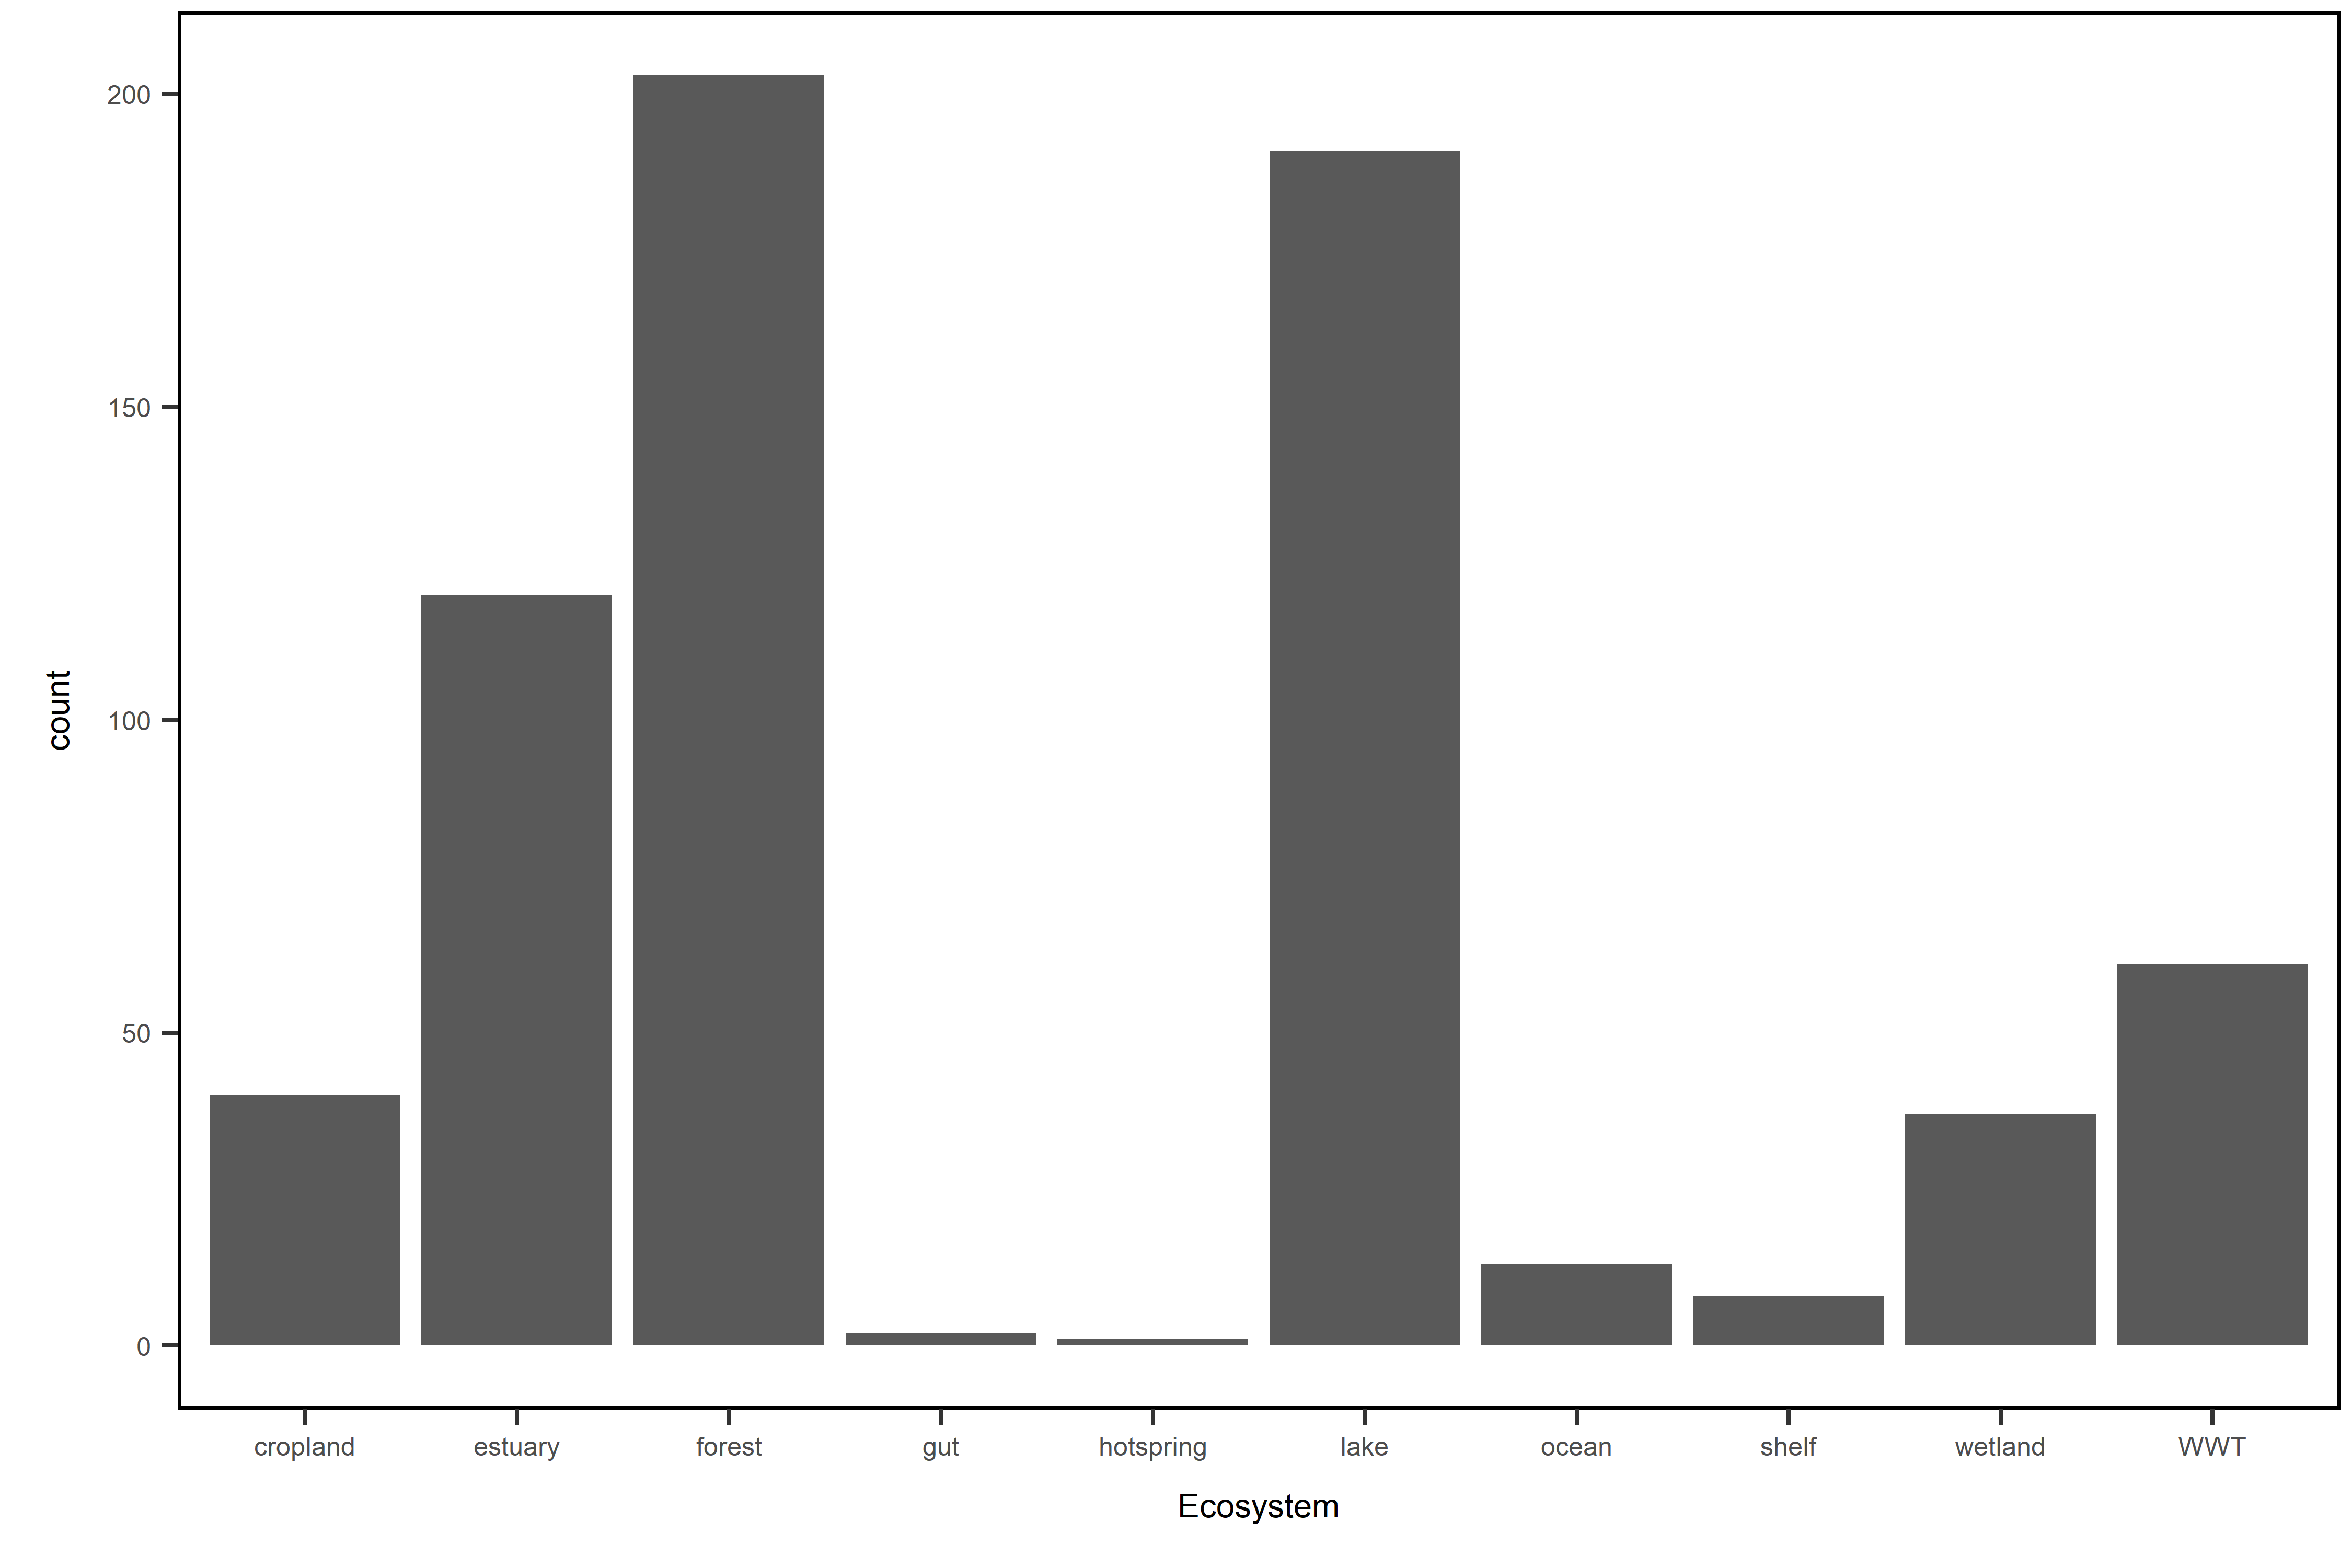 200
150
100
50
0
count
cropland estuary forest gut hotspring lake ocean shelf wetland WWT
Ecosystem